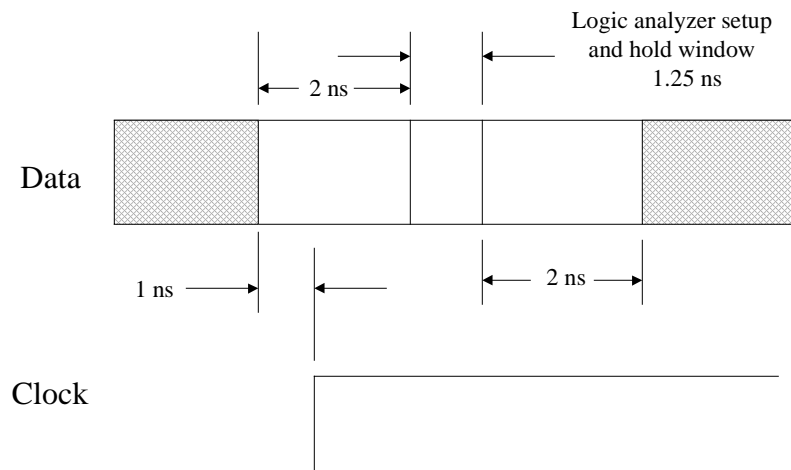 Logic analyzer setup
and hold window
1.25 ns
2 ns
Data
1 ns
2 ns
Clock